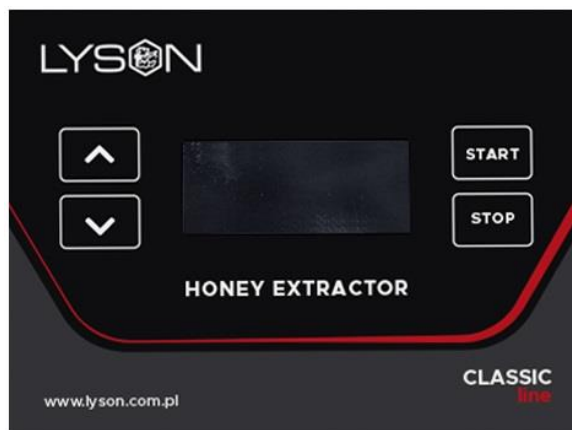 LYSON
START
STOP
HONEY EXTRACTOR
CLASSIC
line
www.lyson.com.pl